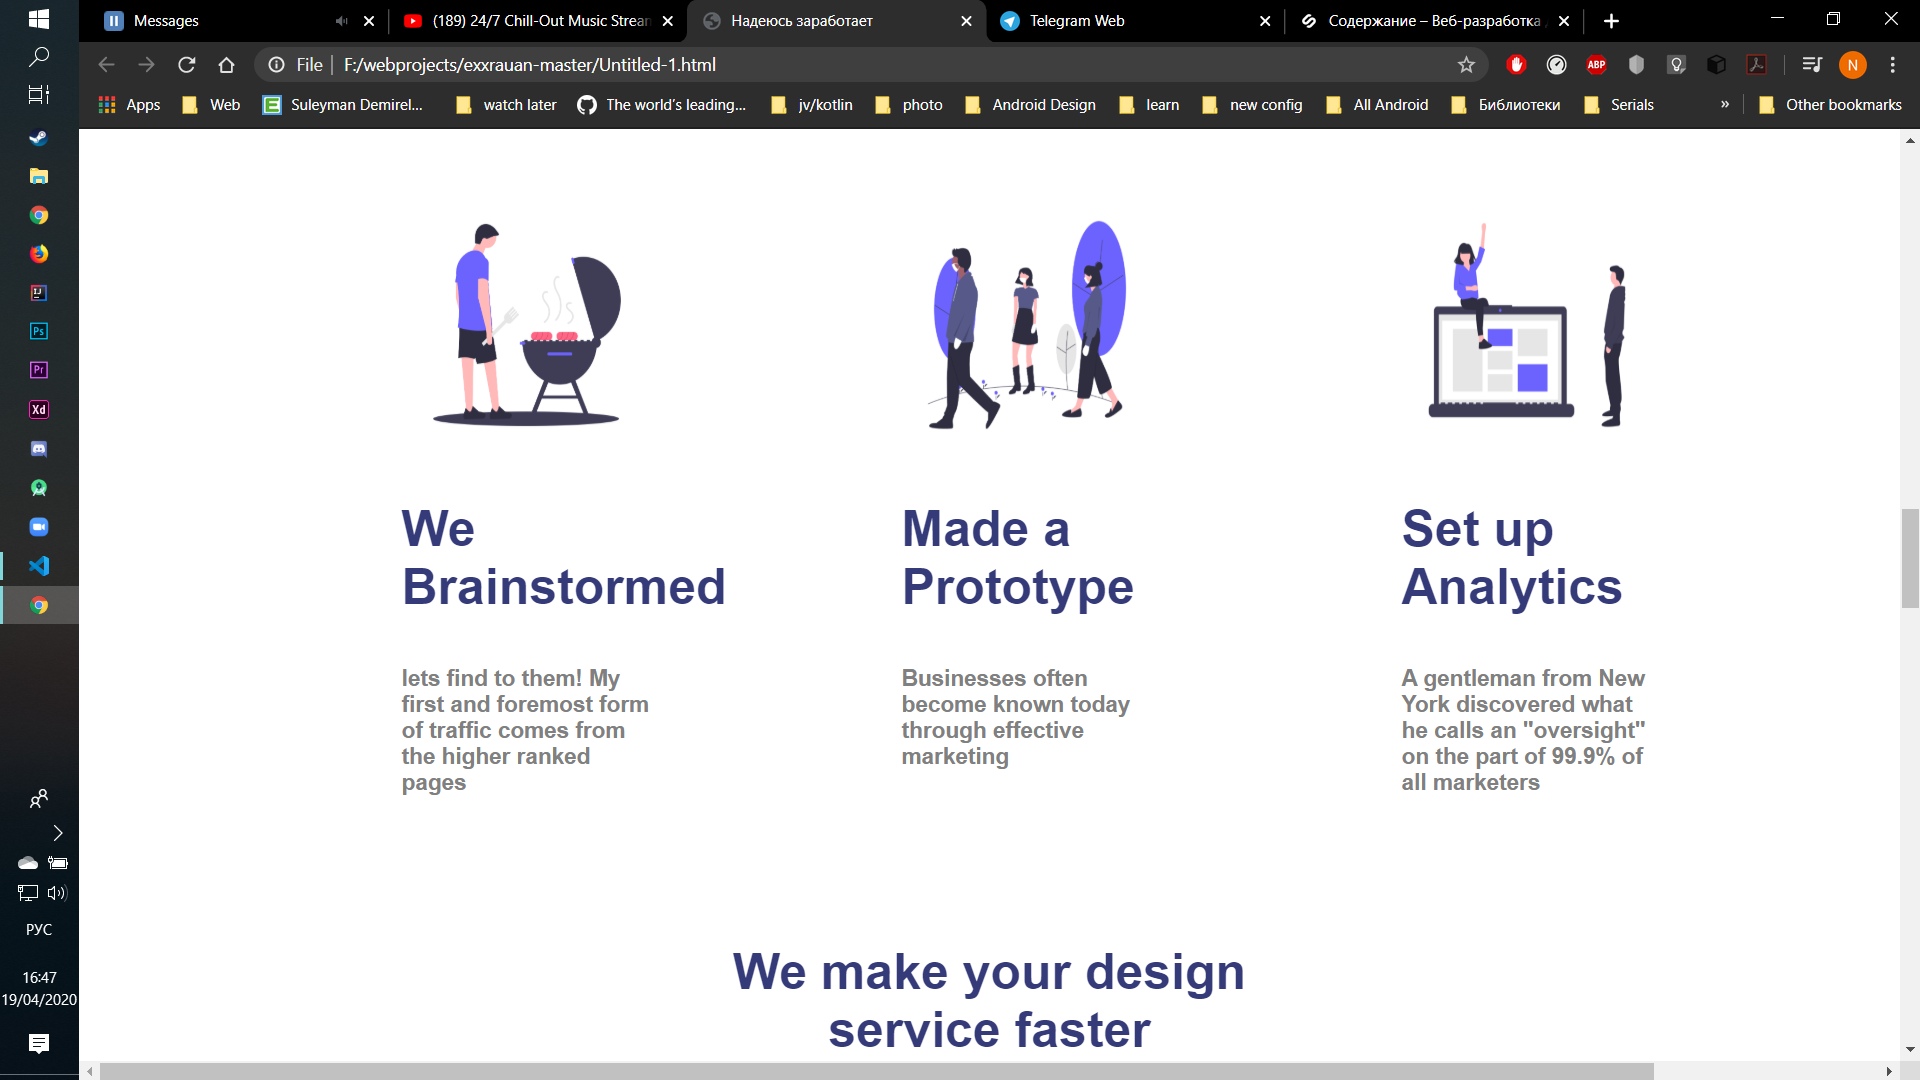 Messages
(189) 24/7 Chill-Out Music Strean
Надеюсь заработает
Telegram Web
Содержание – Веб-разработка
File
F:/webprojects/exxrauan-master/Untitled-1.html
ABP
N
Apps
Web
E
Suleyman Demirel...
watch later
The world's leading...
jv/kotlin
photo
Android Design
learn
new config
All Android
Библиотеки
Serials
»
Other bookmarks
IJ
Ps
Pr
Xd
We
Brainstormed
Made a
Prototype
Set up
Analytics
lets find to them! My
first and foremost form
of traffic comes from
the higher ranked
pages
Businesses often
become known today
through effective
marketing
A gentleman from New
York discovered what
he calls an "oversight"
on the part of 99.9% of
all marketers
We make your design
service faster
РУС
16:47
19/04/2020